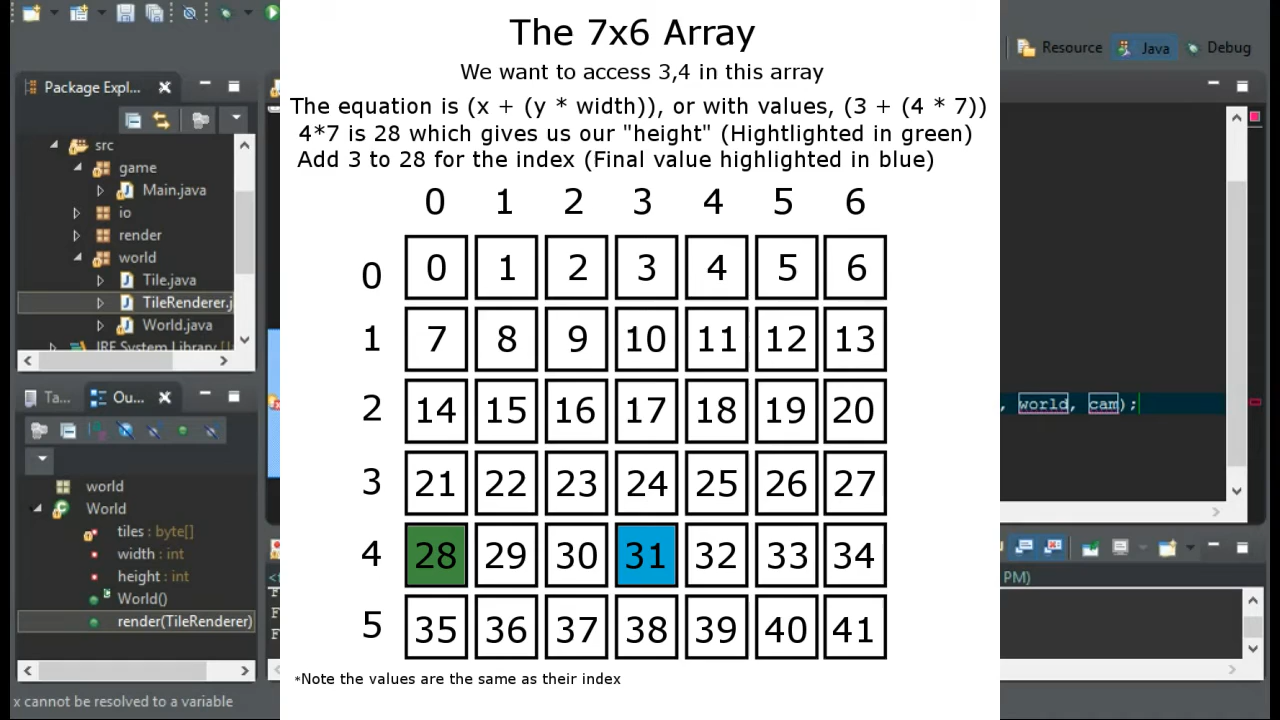 The 7x6 Array
We want to access 3,4 in this array
The equation is (x + (y * width)), or with values, (3 + (4 * 7))
4*7 is 28 which gives us our "height" (Hightlighted in green)
Add 3 to 28 for the index (Final value highlighted in blue)
0 1 2 3 4 5 6
0 0 1 2 3 4 5 6
1 7 8 9 10 11 12 13
2 14 15 16 17 18 19 20
3 21 22 23 24 25 26 27
4 28 29 30 31 32 33 34
5 35 36 37 38 39 40 41
*Note the values are the same as their index
Package Expl...
src
game
Main.java
io
render
world
Tile.java
TileRenderer.j
World.java
JRE System Library
Ta...
Ou...
world
World
tiles : byte[]
width : int
height : int
World()
render(TileRenderer)
x cannot be resolved to a variable
Resource
Java
Debug
, world, cam);
PM)